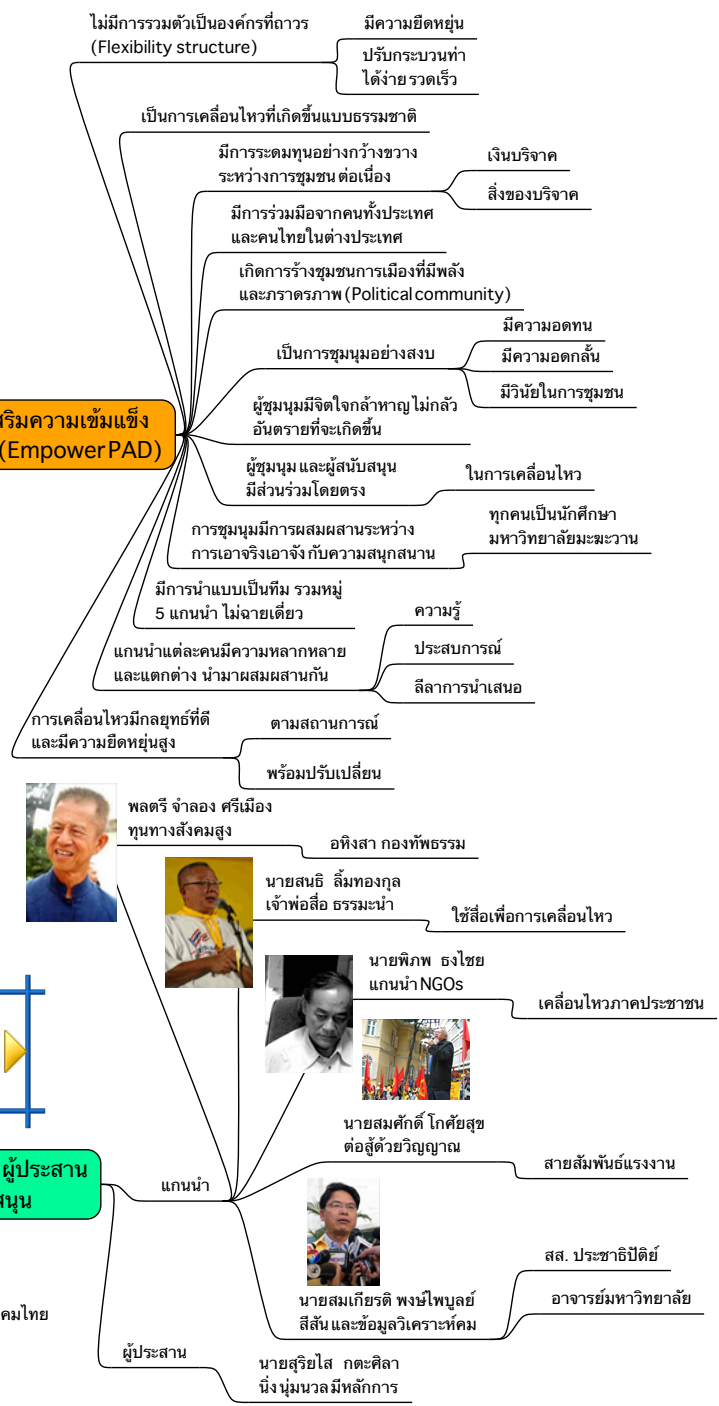 ไม่มีการรวมตัวเป็นองค์กรที่ถาวร
(Flexibility structure)
มีความยืดหยุ่น
ปรับกระบวนท่า
ได้ง่าย รวดเร็ว
เป็นการเคลื่อนไหวที่เกิดขึ้นแบบธรรมชาติ
มีการระดมทุนอย่างกว้างขวาง
ระหว่างการชุมชน ต่อเนื่อง
เงินบริจาค
สิ่งของบริจาค
มีการร่วมมือจากคนทั้งประเทศ
และคนไทยในต่างประเทศ
เกิดการร้างชุมชนการเมืองที่มีพลัง
และภราดรภาพ (Political community)
เป็นการชุมนุมอย่างสงบ
มีความอดทน
มีความอดกลั้น
มีวินัยในการชุมชน
สริมความเข้มแข็ง
(Empower PAD)
ผู้ชุมนุมมีจิตใจกล้าหาญ ไม่กลัว
อันตรายที่จะเกิดขึ้น
ผู้ชุมนุม และผู้สนับสนุน
มีส่วนร่วมโดยตรง
ในการเคลื่อนไหว
การชุมนุมมีการผสมผสานระหว่าง
การเอาจริงเอาจัง กับความสนุกสนาน
ทุกคนเป็นนักศึกษา
มหาวิทยาลัยมะฆะวาน
มีการนำแบบเป็นทีม รวมหมู่
5 แกนนำ ไม่ฉายเดี่ยว
แกนนำแต่ละคนมีความหลากหลาย
และแตกต่าง นำมาผสมผสานกัน
ความรู้
ประสบการณ์
ลีลาการนำเสนอ
การเคลื่อนไหวมีกลยุทธ์ที่ดี
และมีความยืดหยุ่นสูง
ตามสถานการณ์
พร้อมปรับเปลี่ยน
พลตรี จำลอง ศรีเมือง
ทุนทางสังคมสูง
อหิงสา กองทัพธรรม
นายสนธิ ลิ้มทองกุล
เจ้าพ่อสื่อ ธรรมะนำ
ใช้สื่อเพื่อการเคลื่อนไหว
นายพิภพ ธงไชย
แกนนำ NGOs
เคลื่อนไหวภาคประชาชน
นายสมศักดิ์ โกศัยสุข
ต่อสู้ด้วยวิญญาณ
สายสัมพันธ์แรงงาน
ผู้ประสาน
สนุน
แกนนำ
นายสมเกียรติ พงษ์ไพบูลย์
สีสัน และข้อมูลวิเคราะห์คม
สส. ประชาธิปัตย์
อาจารย์มหาวิทยาลัย
คมไทย
ผู้ประสาน
นายสุริยไส กตะศิลา
นิ่ง นุ่มนวล มีหลักการ